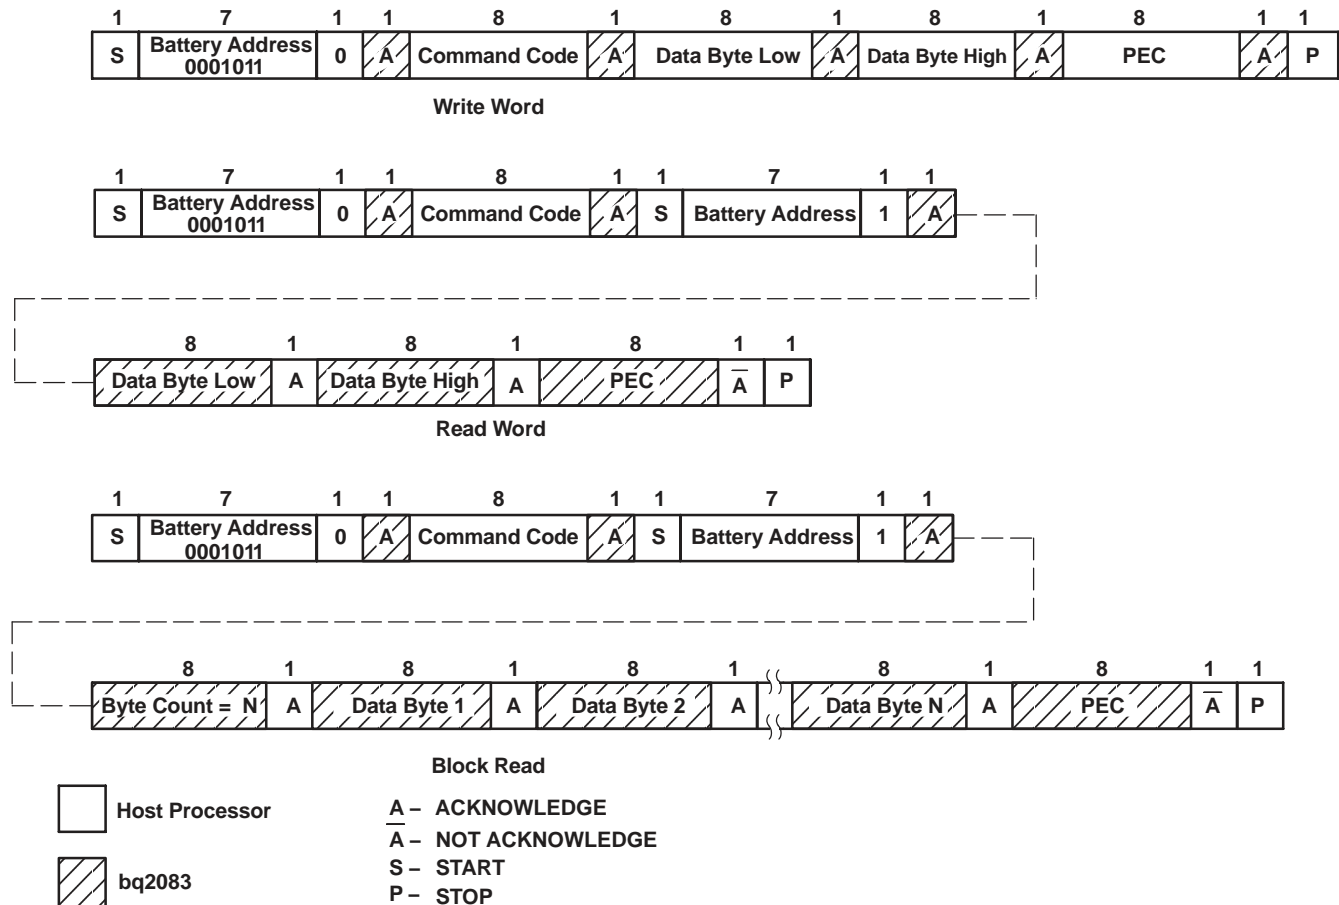 1 7 1 1 8 1 8 1 8 1 8 1 1
S Battery Address 0001011 0 A Command Code A Data Byte Low A Data Byte High A PEC A P
Write Word
1 7 1 1 8 1 1 7 1 1
S Battery Address 0001011 0 A Command Code A S Battery Address 1 A
8 1 8 1 8 1 1
Data Byte Low A Data Byte High A PEC A̅ P
Read Word
1 7 1 1 8 1 1 7 1 1
S Battery Address 0001011 0 A Command Code A S Battery Address 1 A
8 1 8 1 8 1 8 1 8 1 1
Byte Count = N A Data Byte 1 A Data Byte 2 A Data Byte N A PEC A̅ P
Block Read
Host Processor
bq2083
A – ACKNOWLEDGE
A̅ – NOT ACKNOWLEDGE
S – START
P – STOP